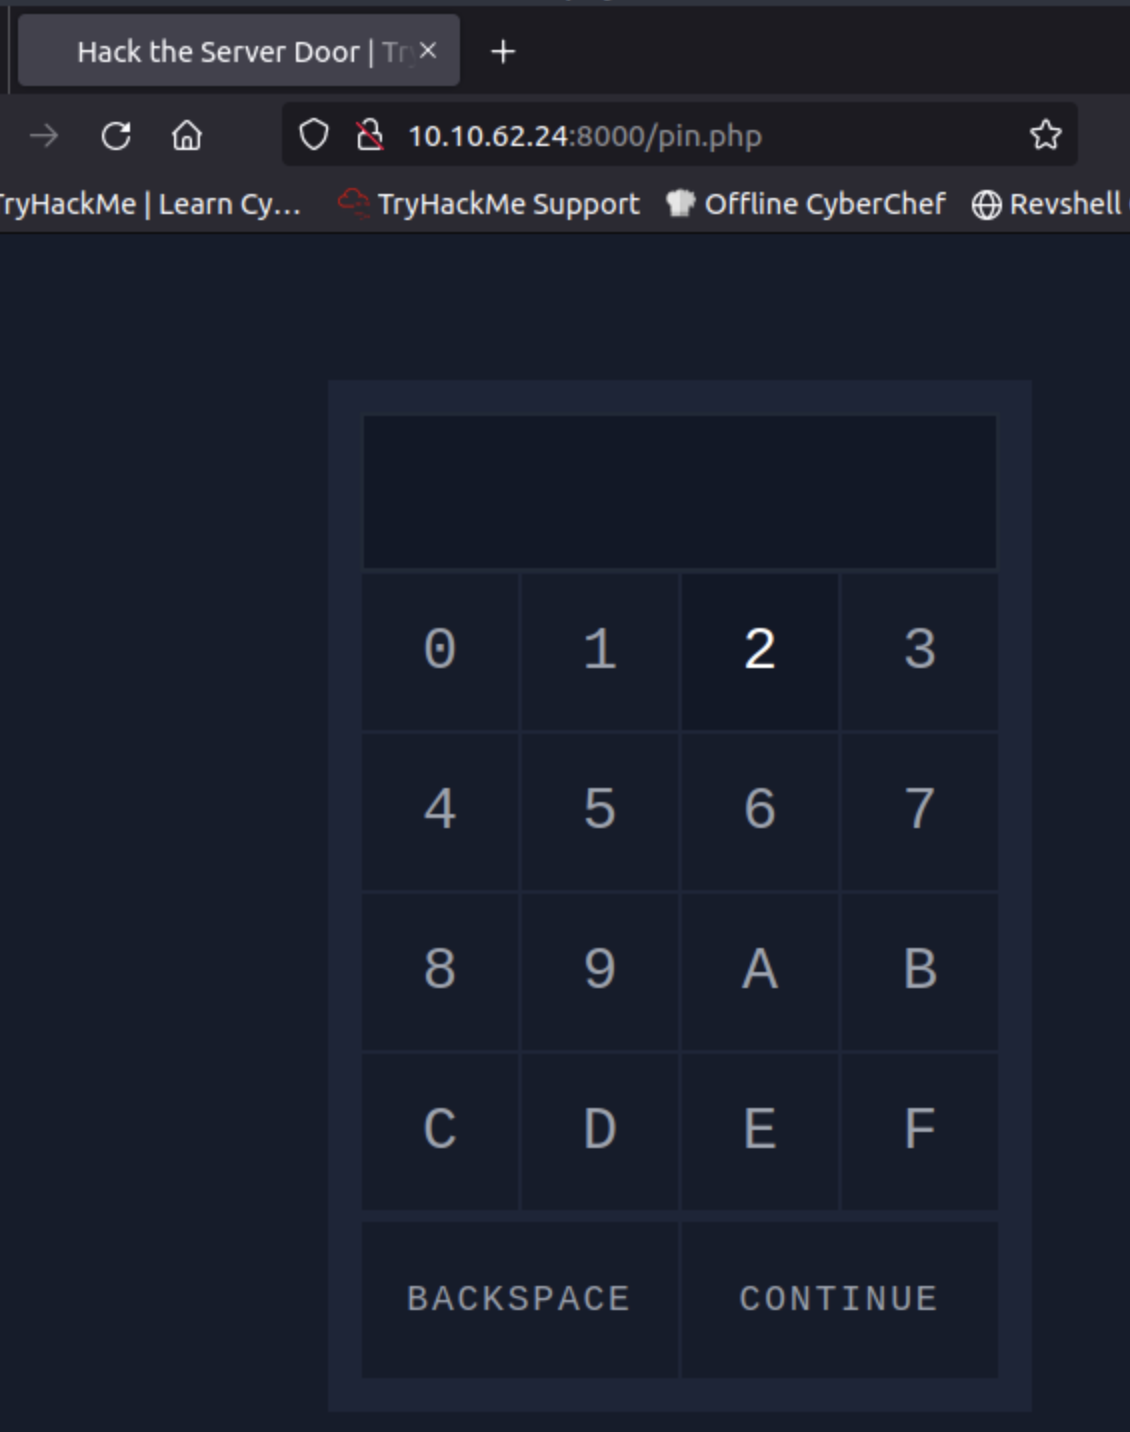 Hack the Server Door | Tr
10.10.62.24:8000/pin.php
TryHackMe | Learn Cy... TryHackMe Support Offline CyberChef Revshell
0 1 2 3
4 5 6 7
8 9 A B
C D E F
BACKSPACE CONTINUE